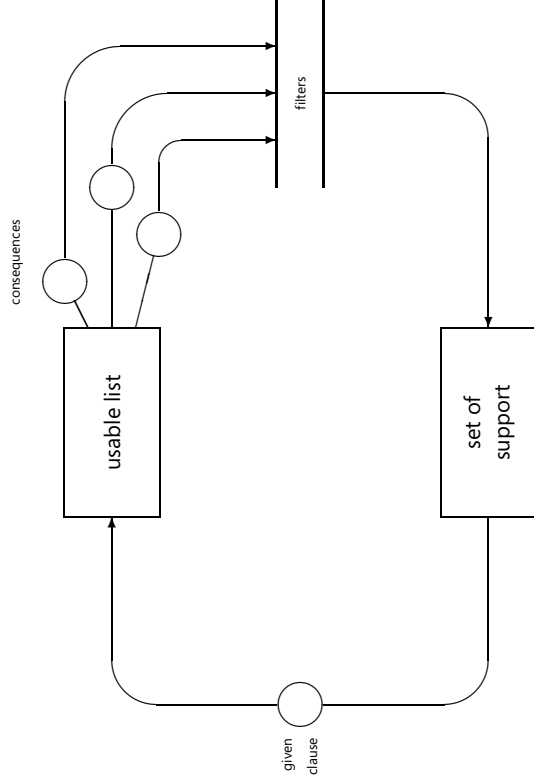 consequences
filters
usable list
set of
support
given
clause